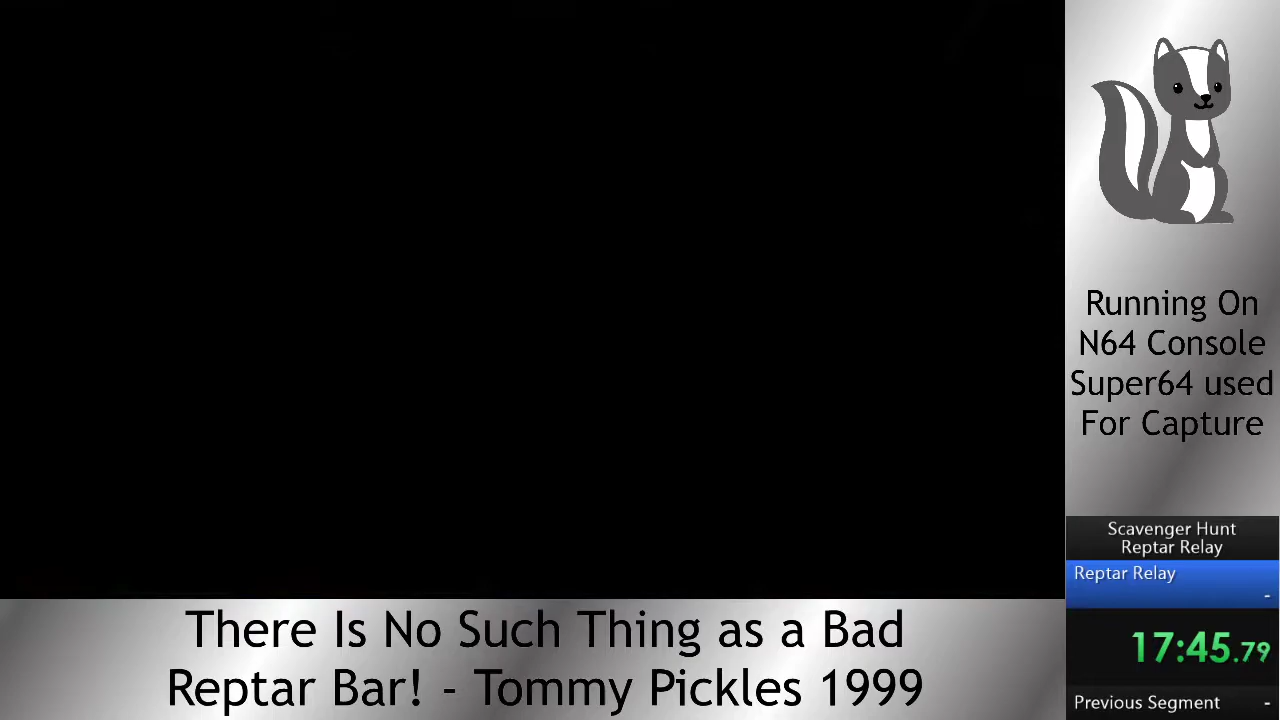 Running On
N64 Console
Super64 used
For Capture
Scavenger Hunt
Reptar Relay
Reptar Relay
-
17:45.79
Previous Segment -
There Is No Such Thing as a Bad
Reptar Bar! - Tommy Pickles 1999